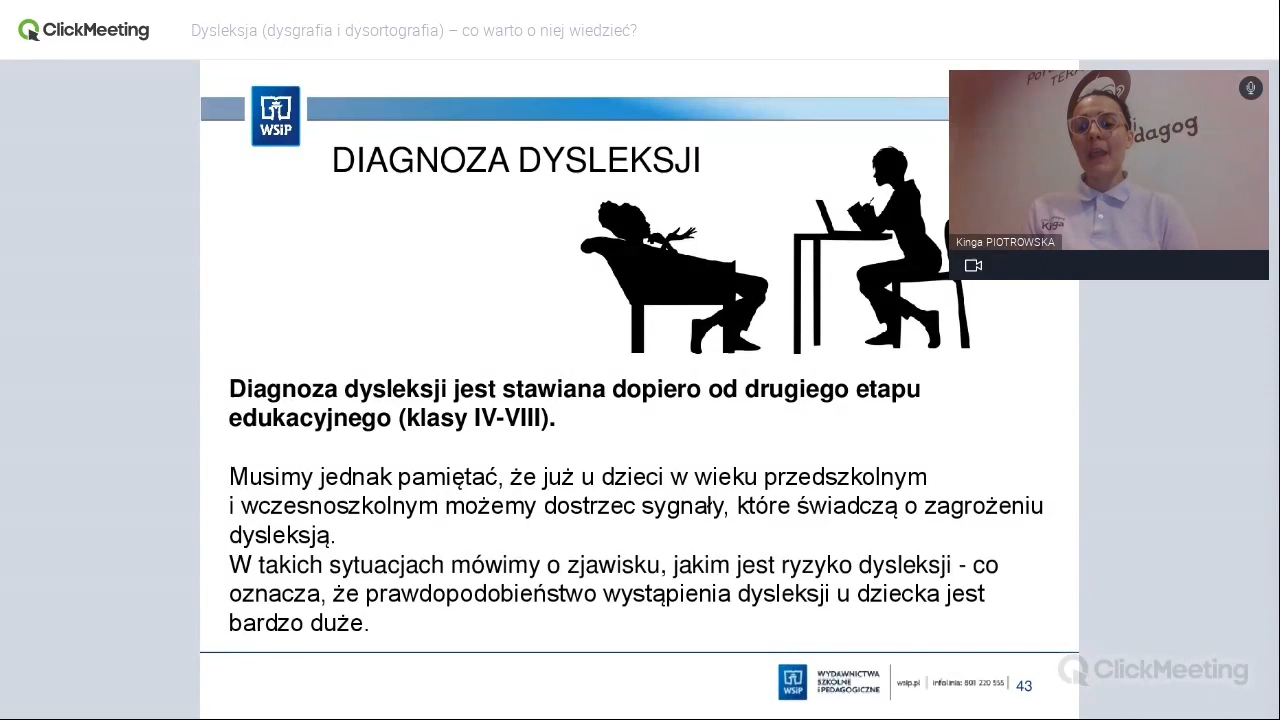 ClickMeeting
Dysleksja (dysgrafia i dysortografia) – co warto o niej wiedzieć?
WSiP
DIAGNOZA DYSLEKSJI
dagog
Kinga PIOTROWSKA
Diagnoza dysleksji jest stawiana dopiero od drugiego etapu
edukacyjnego (klasy IV-VIII).
Musimy jednak pamiętać, że już u dzieci w wieku przedszkolnym
i wczesnoszkolnym możemy dostrzec sygnały, które świadczą o zagrożeniu
dysleksją.
W takich sytuacjach mówimy o zjawisku, jakim jest ryzyko dysleksji - co
oznacza, że prawdopodobieństwo wystąpienia dysleksji u dziecka jest
bardzo duże.
WSiP
WYDAWNICTWA
SZKOLNE
i PEDAGOGICZNE
wsip.pl
infolinia: 801 220 555
43
ClickMeeting